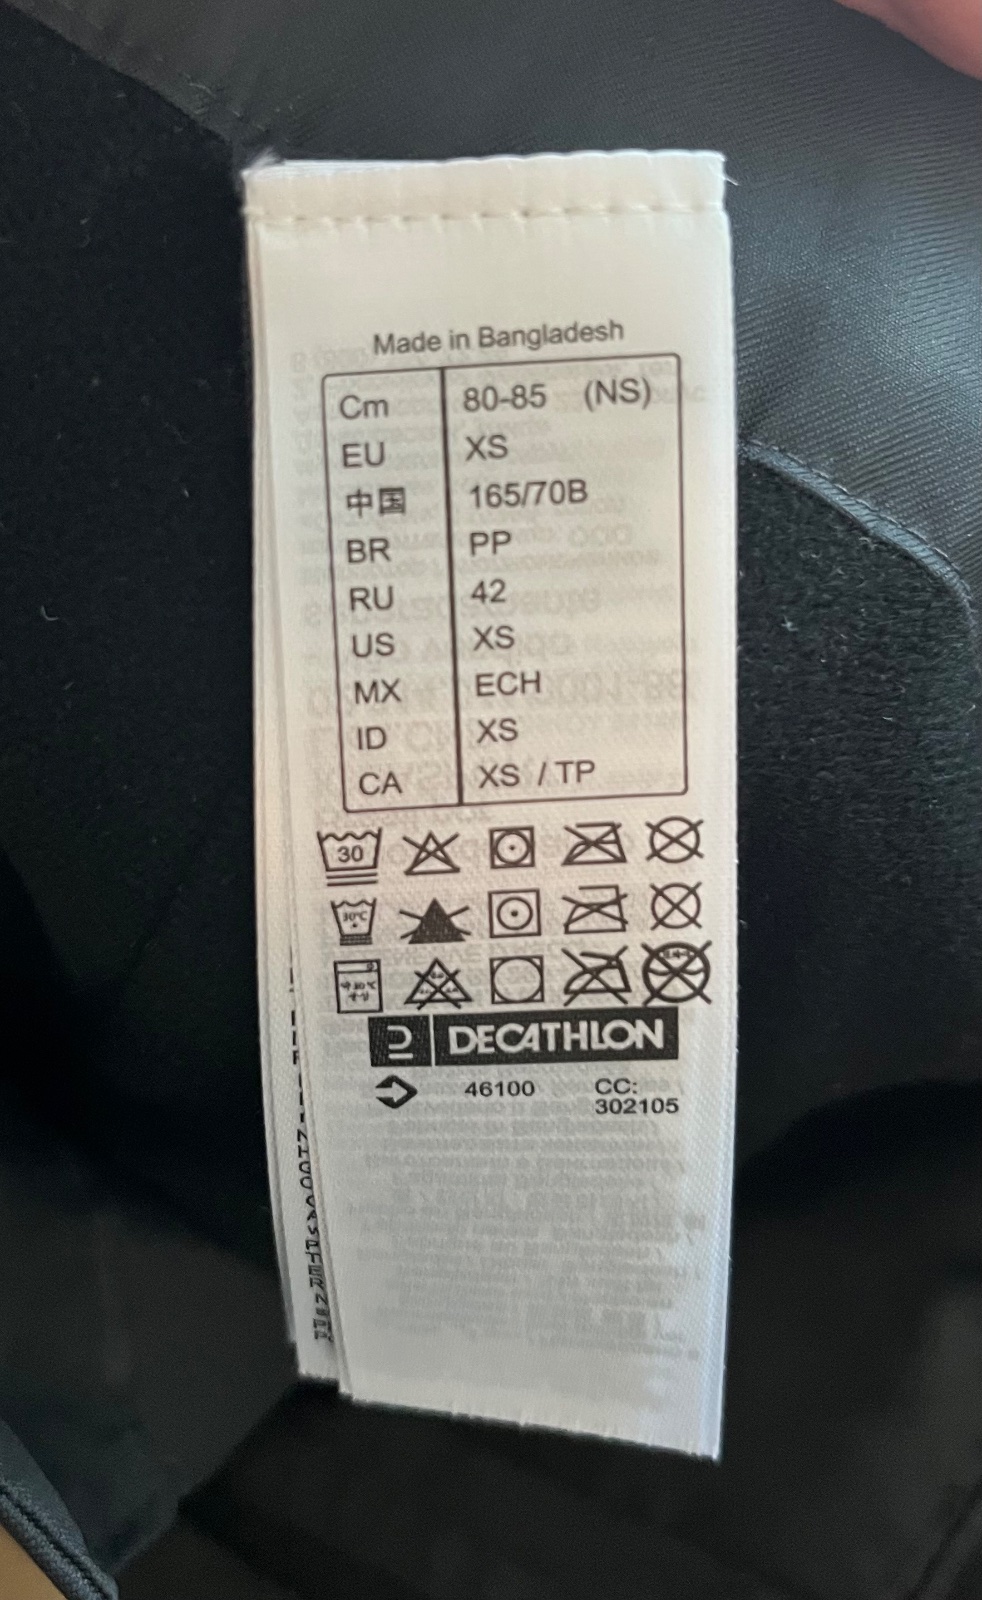 Made in Bangladesh
Cm 80-85 (NS)
EU XS
中国 165/70B
BR PP
RU 42
US XS
MX ECH
ID XS
CA XS / TP
30
30°C
DECATHLON
46100 CC:
302105